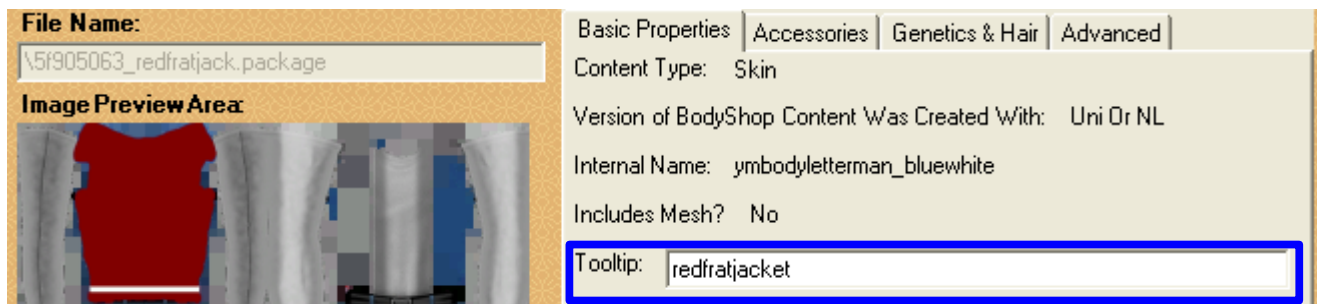 File Name:
\5f905063_redfratjack.package
Image Preview Area:
Basic Properties Accessories Genetics & Hair Advanced
Content Type: Skin
Version of BodyShop Content Was Created With: Uni Or NL
Internal Name: ymbodyletterman_bluewhite
Includes Mesh? No
Tooltip: redfratjacket